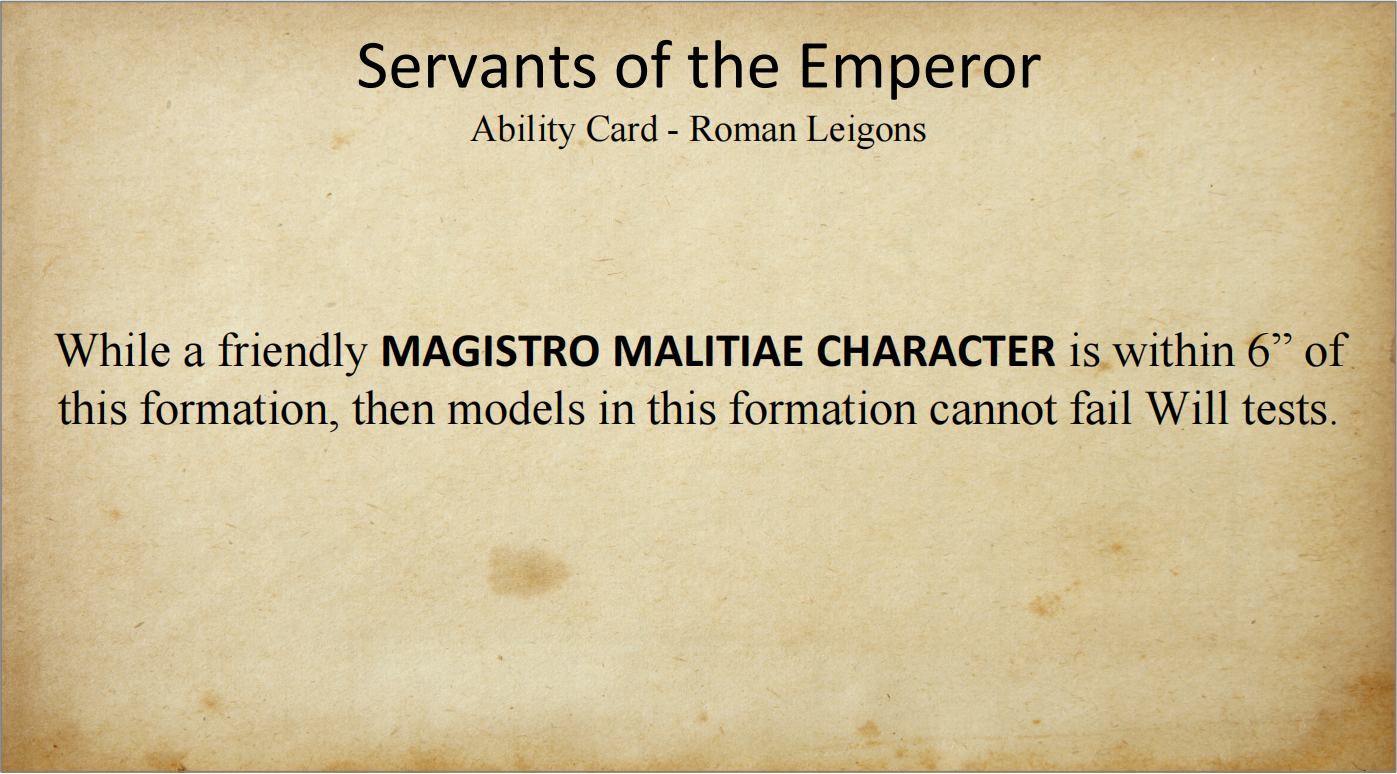 Servants of the Emperor
Ability Card - Roman Leigons
While a friendly MAGISTRO MALITIAE CHARACTER is within 6” of
this formation, then models in this formation cannot fail Will tests.